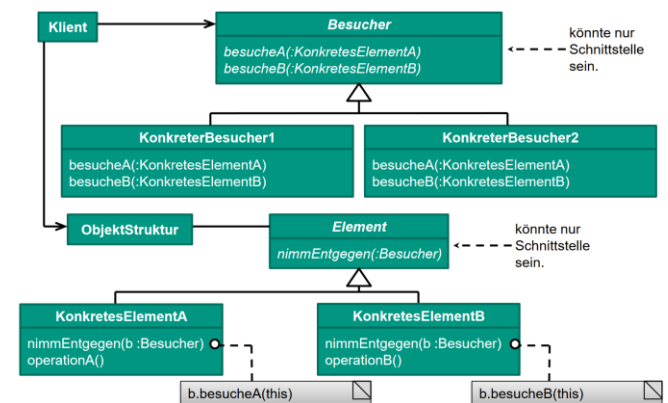 Klient
Besucher
besucheA(:KonkretesElementA)
besucheB(:KonkretesElementB)
könnte nur
Schnittstelle
sein.
KonkreterBesucher1
besucheA(:KonkretesElementA)
besucheB(:KonkretesElementB)
KonkreterBesucher2
besucheA(:KonkretesElementA)
besucheB(:KonkretesElementB)
ObjektStruktur
Element
nimmEntgegen(:Besucher)
könnte nur
Schnittstelle
sein.
KonkretesElementA
nimmEntgegen(b :Besucher)
operationA()
KonkretesElementB
nimmEntgegen(b :Besucher)
operationB()
b.besucheA(this)
b.besucheB(this)